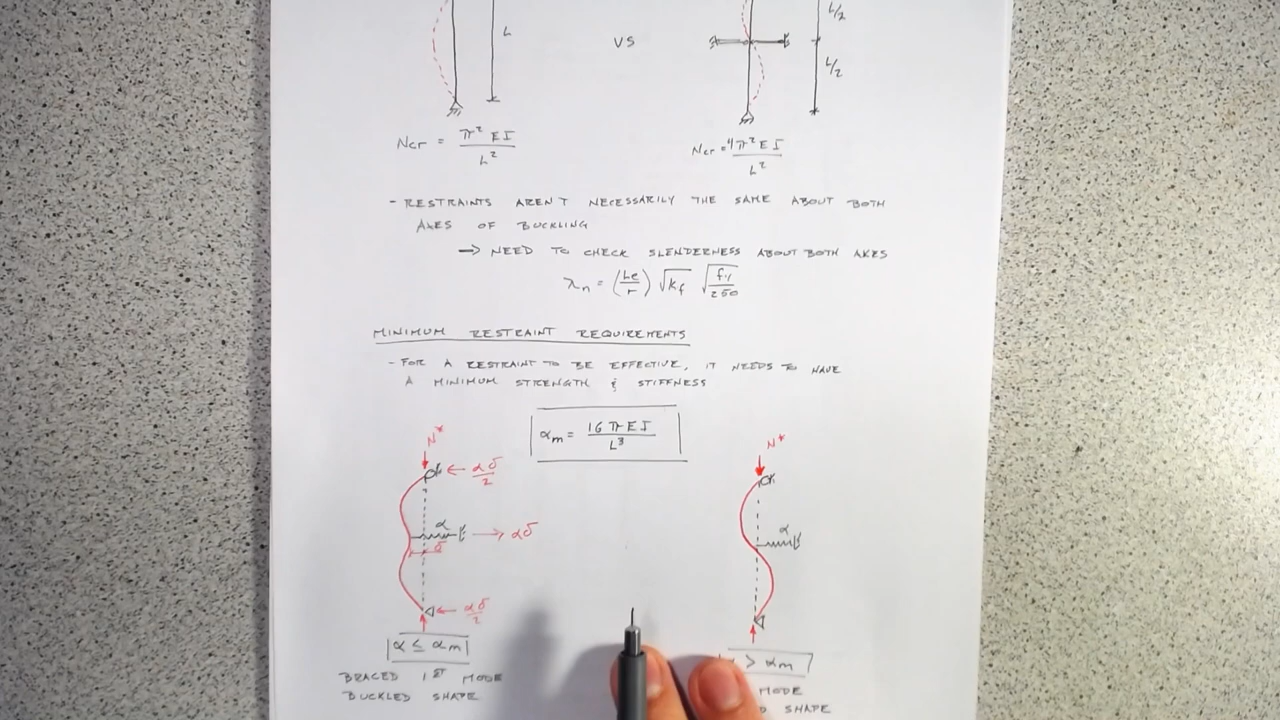 L
VS
L/2
L/2
Ncr = π² E I / L²
Ncr = 4π² E I / L²
- RESTRAINTS AREN'T NECESSARILY THE SAME ABOUT BOTH
AXES OF BUCKLING
→ NEED TO CHECK SLENDERNESS ABOUT BOTH AXES
λn = (Le/r) √kf √fy/250
MINIMUM RESTRAINT REQUIREMENTS
- FOR A RESTRAINT TO BE EFFECTIVE, IT NEEDS TO HAVE
A MINIMUM STRENGTH & STIFFNESS
αm = 16 π E I / L³
N*
αδ/2
α
αδ
δ
αδ/2
α ≤ αm
BRACED 1ST MODE
BUCKLED SHAPE
N*
α
> αm
MODE
SHAPE